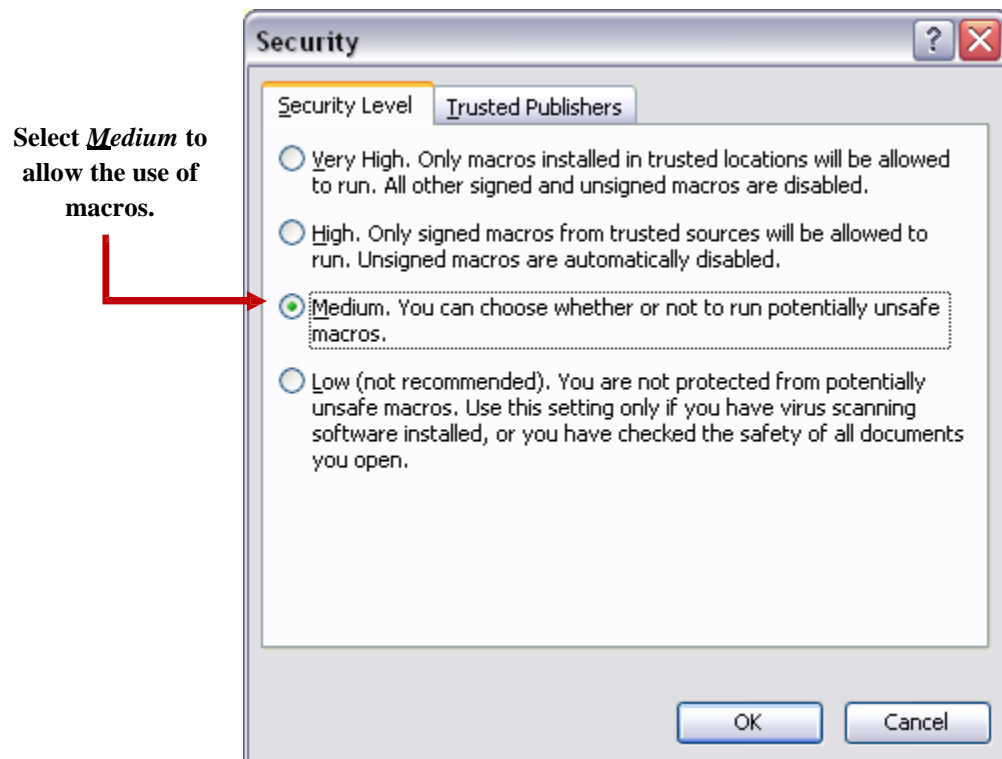 Security
Security Level
Trusted Publishers
Select Medium to
allow the use of
macros.
Very High. Only macros installed in trusted locations will be allowed
to run. All other signed and unsigned macros are disabled.
High. Only signed macros from trusted sources will be allowed to
run. Unsigned macros are automatically disabled.
Medium. You can choose whether or not to run potentially unsafe
macros.
Low (not recommended). You are not protected from potentially
unsafe macros. Use this setting only if you have virus scanning
software installed, or you have checked the safety of all documents
you open.
OK
Cancel